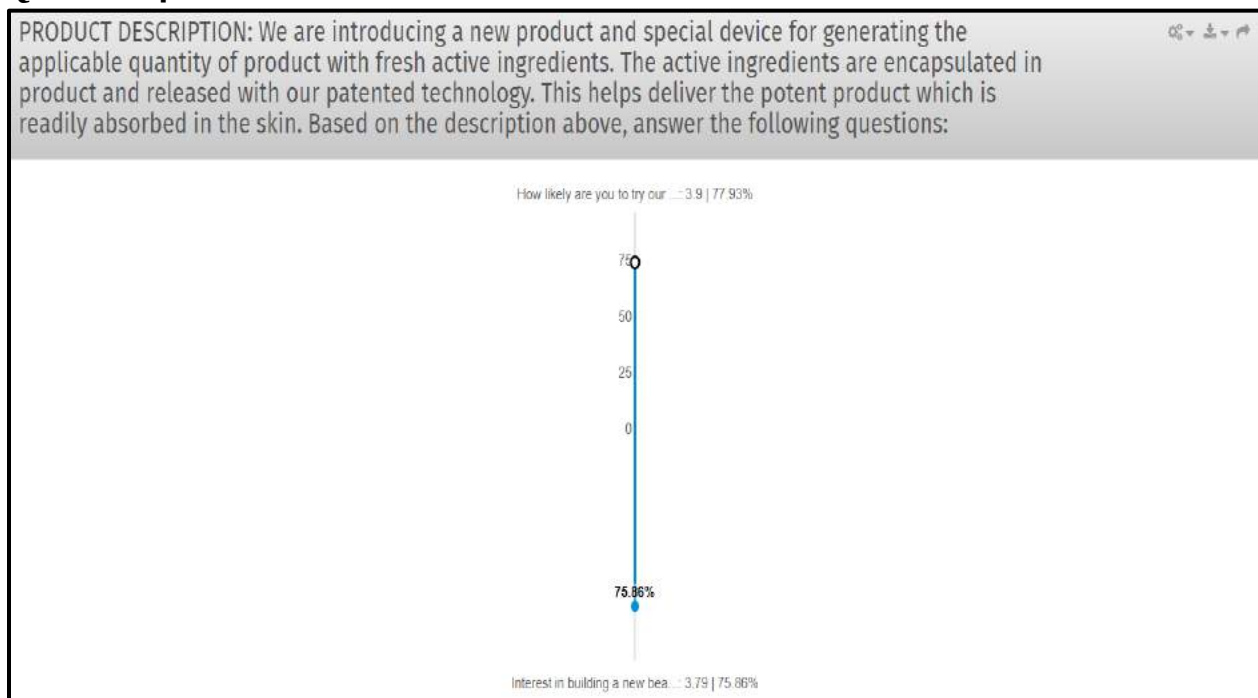 PRODUCT DESCRIPTION: We are introducing a new product and special device for generating the
applicable quantity of product with fresh active ingredients. The active ingredients are encapsulated in
product and released with our patented technology. This helps deliver the potent product which is
readily absorbed in the skin. Based on the description above, answer the following questions:
How likely are you to try our ...: 3.9 | 77.93%
75
50
25
0
75.86%
Interest in building a new bea...: 3.79 | 75.86%